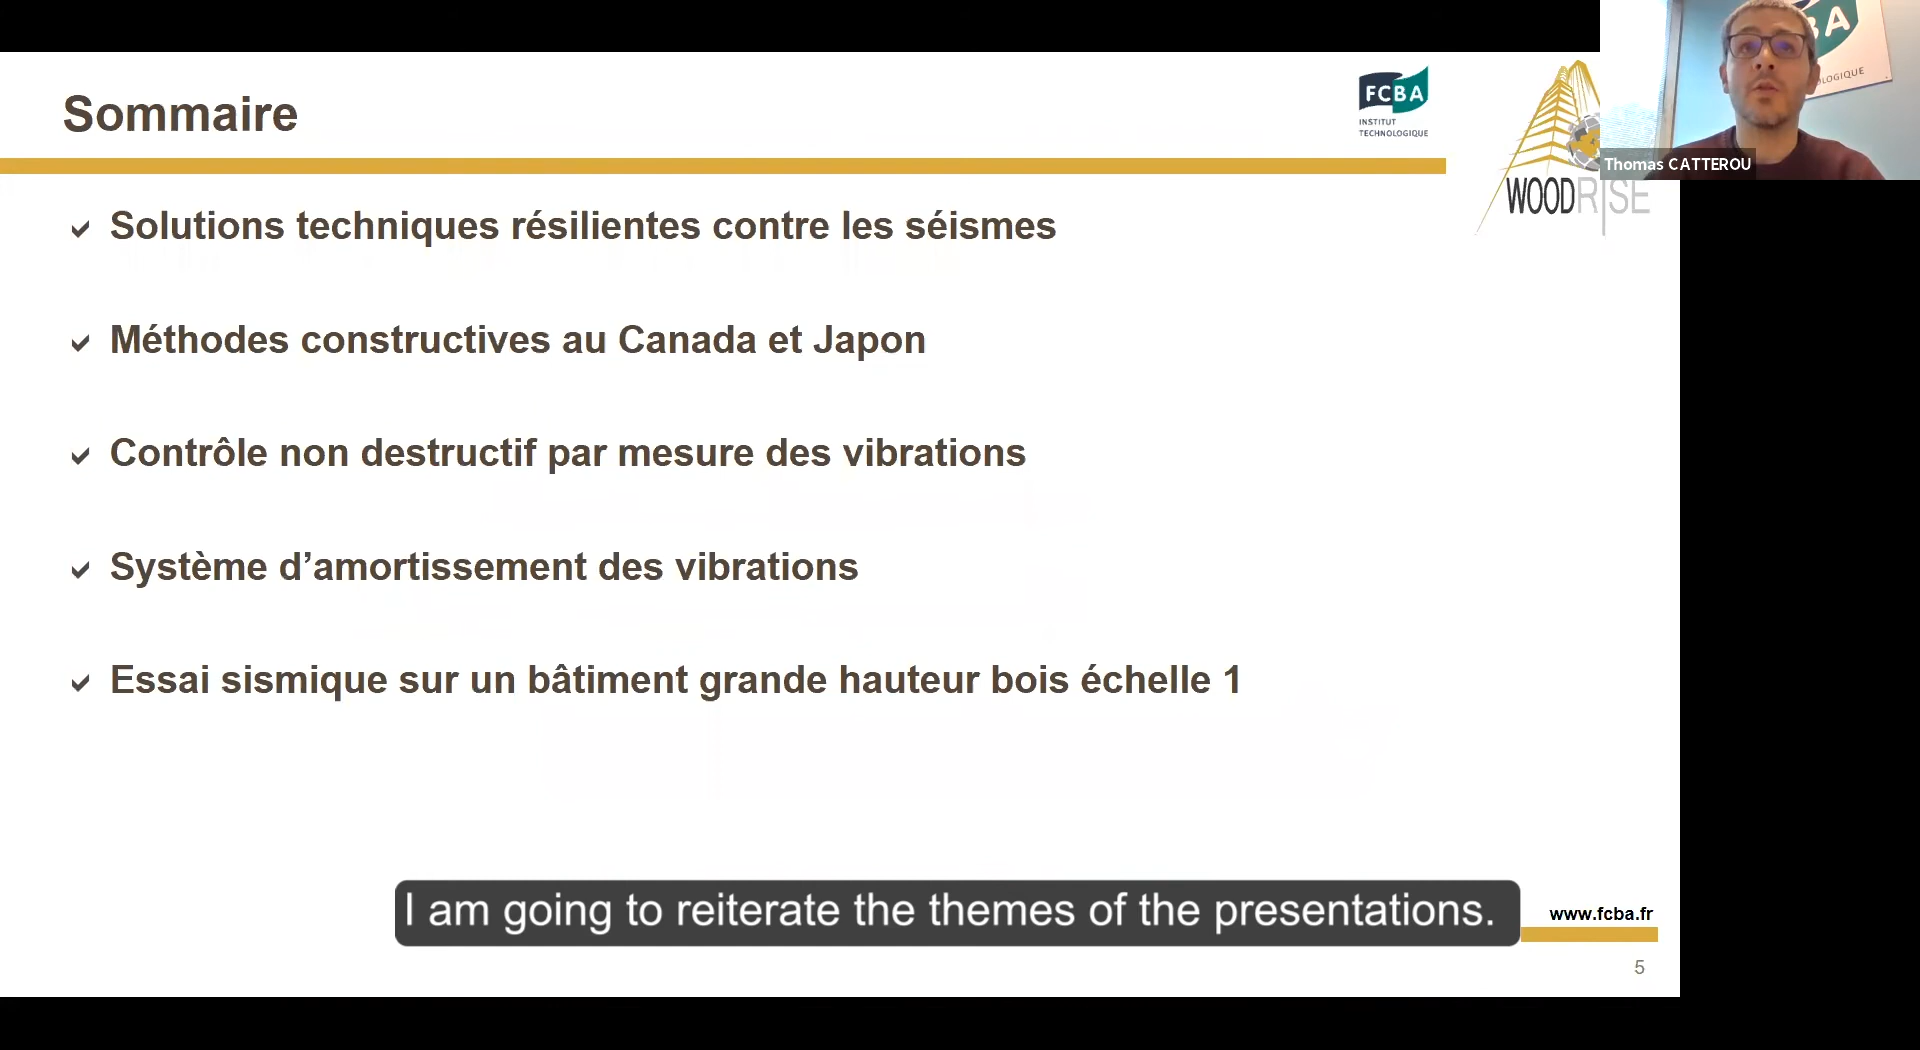 Sommaire
FCBA
INSTITUT
TECHNOLOGIQUE
WOODRISE
BA
OLOGIQUE
Thomas CATTEROU
Solutions techniques résilientes contre les séismes
Méthodes constructives au Canada et Japon
Contrôle non destructif par mesure des vibrations
Système d’amortissement des vibrations
Essai sismique sur un bâtiment grande hauteur bois échelle 1
I am going to reiterate the themes of the presentations.
www.fcba.fr
5